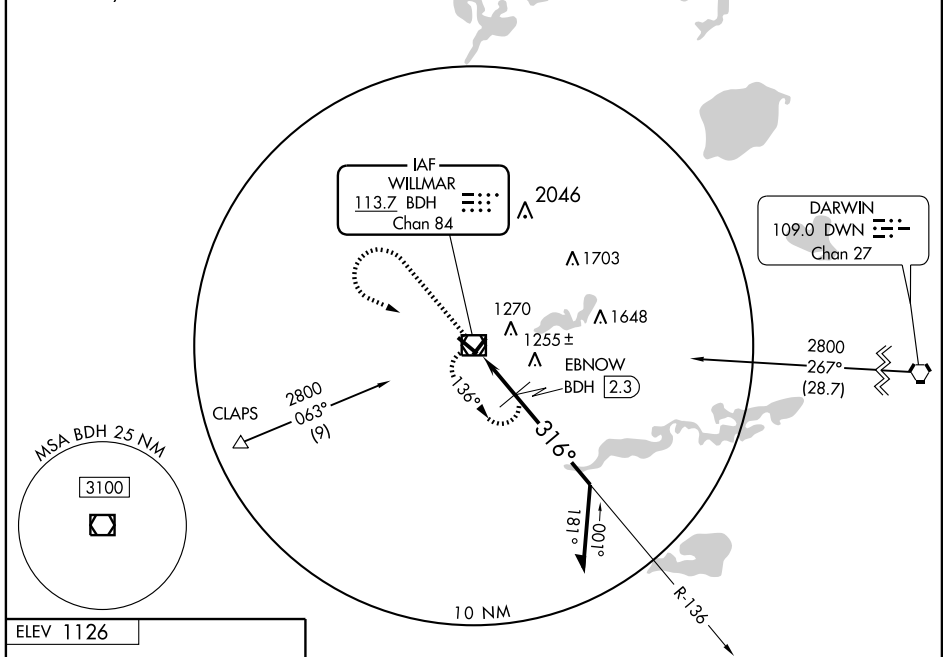 IAF
WILLMAR
113.7 BDH
Chan 84
2046
1703
DARWIN
109.0 DWN
Chan 27
1270
1648
1255 ±
EBNOW
BDH 2.3
2800
267°
(28.7)
CLAPS
2800
063°
(9)
136°
316°
MSA BDH 25 NM
3100
181°
001°
R-136
10 NM
ELEV 1126